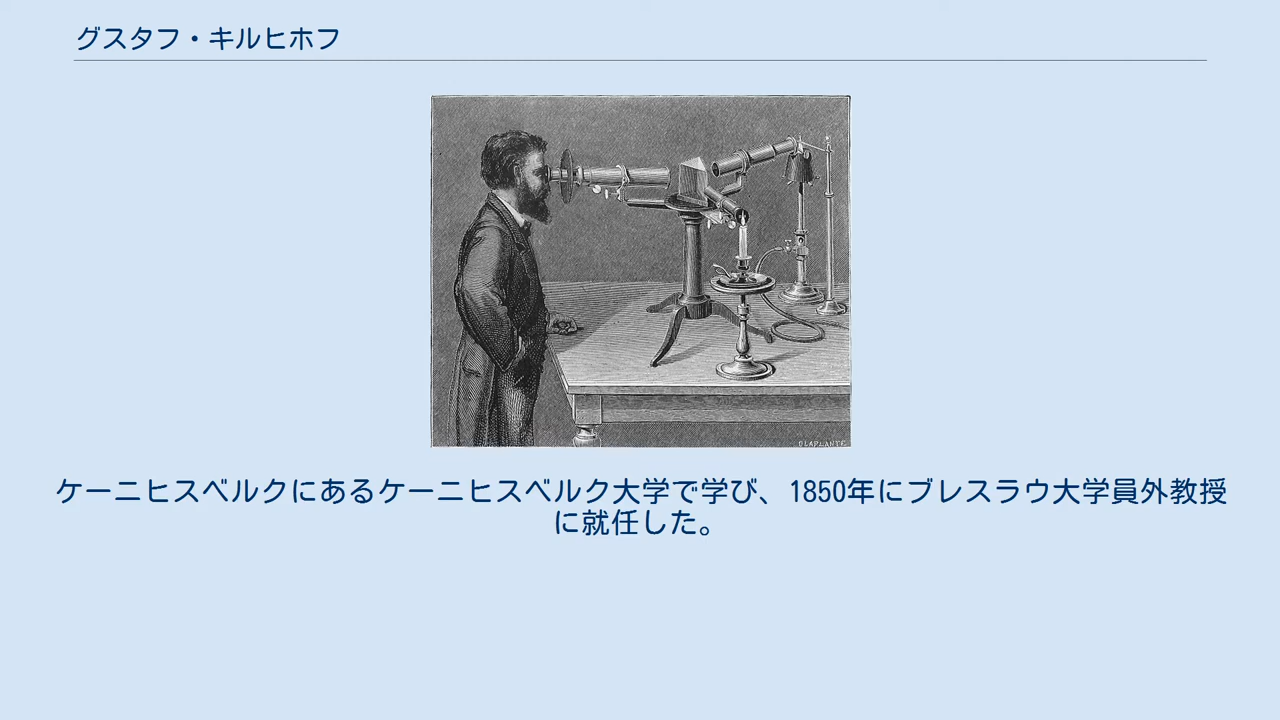 グスタフ・キルヒホフ
D LAPLANTE
ケーニヒスベルクにあるケーニヒスベルク大学で学び、1850年にブレスラウ大学員外教授
に就任した。